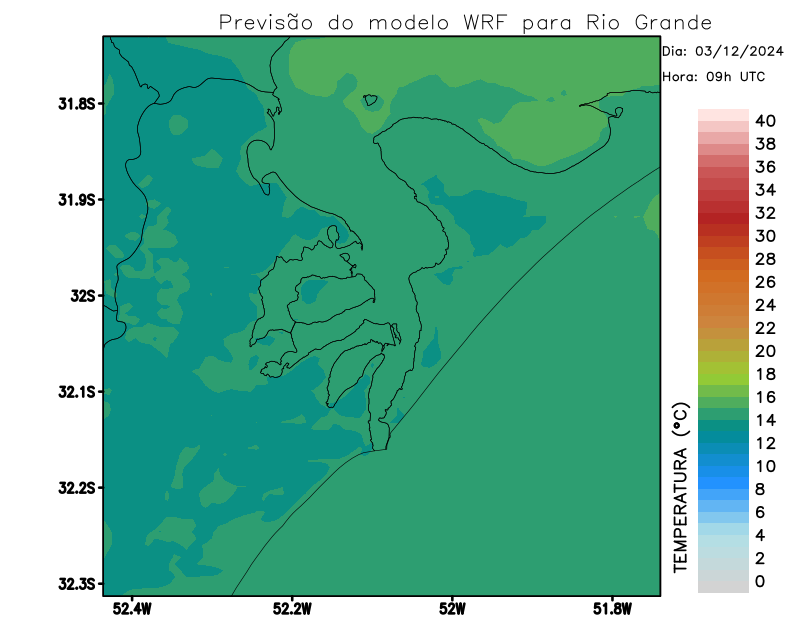 Previsão do modelo WRF para Rio Grande
Dia: 03/12/2024
Hora: 09h UTC
31.8S
31.9S
32S
32.1S
32.2S
32.3S
52.4W
52.2W
52W
51.8W
TEMPERATURA (°C)
40
38
36
34
32
30
28
26
24
22
20
18
16
14
12
10
8
6
4
2
0